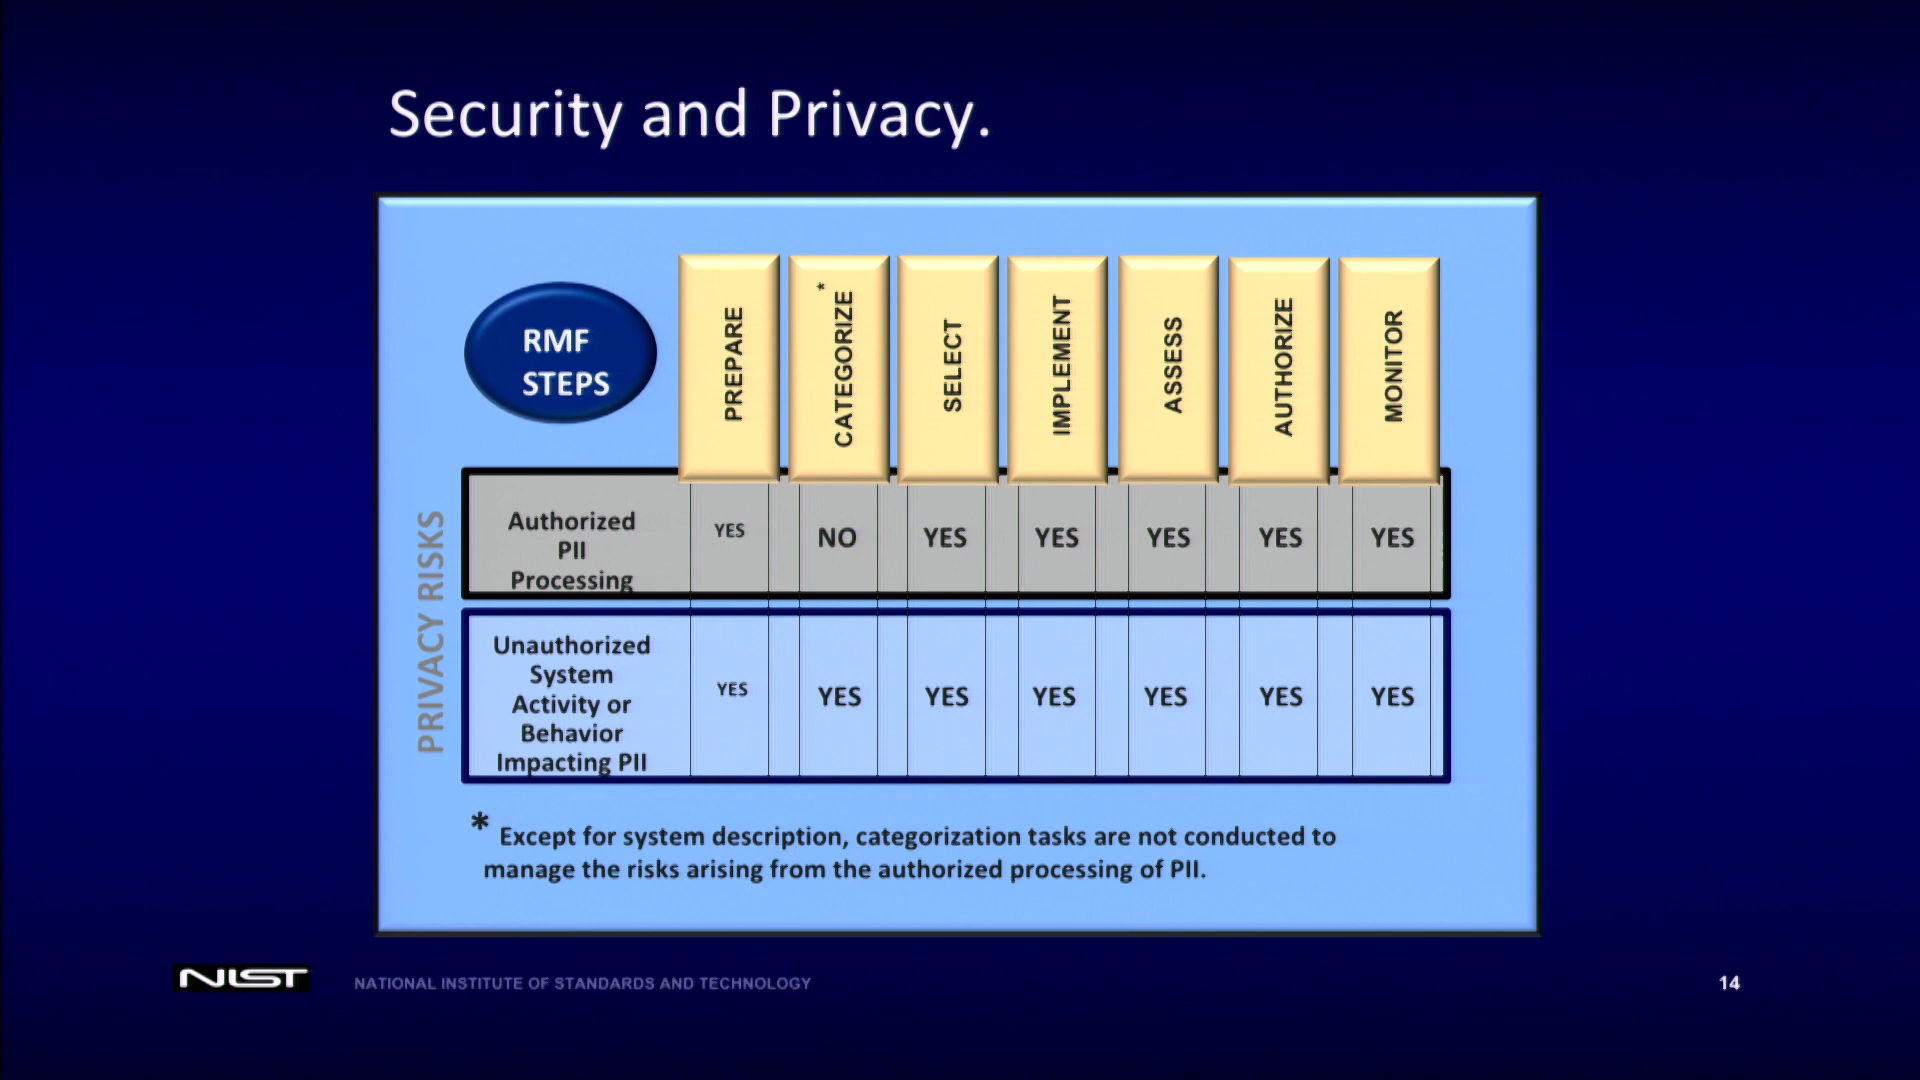 Security and Privacy.
RMF
STEPS
PREPARE
CATEGORIZE *
SELECT
IMPLEMENT
ASSESS
AUTHORIZE
MONITOR
PRIVACY RISKS
Authorized
PII
Processing
YES
NO
YES
YES
YES
YES
YES
Unauthorized
System
Activity or
Behavior
Impacting PII
YES
YES
YES
YES
YES
YES
YES
* Except for system description, categorization tasks are not conducted to
manage the risks arising from the authorized processing of PII.
NIST
NATIONAL INSTITUTE OF STANDARDS AND TECHNOLOGY
14